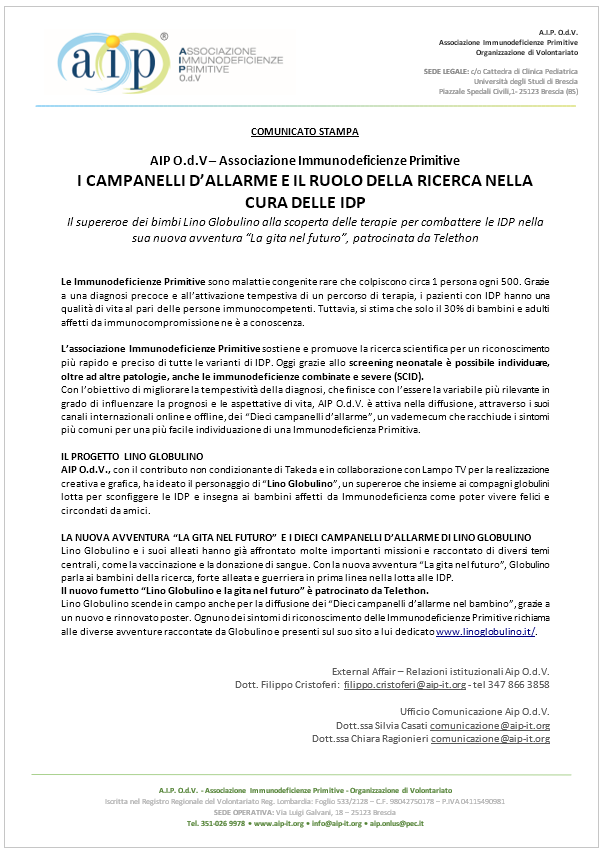 aip®
ASSOCIAZIONE
IMMUNODEFICIENZE
PRIMITIVE
O.d.V
A.I.P. O.d.V.
Associazione Immunodeficienze Primitive
Organizzazione di Volontariato
SEDE LEGALE: c/o Cattedra di Clinica Pediatrica
Università degli Studi di Brescia
Piazzale Spedali Civili,1- 25123 Brescia (BS)
COMUNICATO STAMPA
AIP O.d.V – Associazione Immunodeficienze Primitive
I CAMPANELLI D'ALLARME E IL RUOLO DELLA RICERCA NELLA
CURA DELLE IDP
Il supereroe dei bimbi Lino Globulino alla scoperta delle terapie per combattere le IDP nella
sua nuova avventura "La gita nel futuro", patrocinata da Telethon
Le Immunodeficienze Primitive sono malattie congenite rare che colpiscono circa 1 persona ogni 500. Grazie
a una diagnosi precoce e all'attivazione tempestiva di un percorso di terapia, i pazienti con IDP hanno una
qualità di vita al pari delle persone immunocompetenti. Tuttavia, si stima che solo il 30% di bambini e adulti
affetti da immunocompromissione ne è a conoscenza.
L'associazione Immunodeficienze Primitive sostiene e promuove la ricerca scientifica per un riconoscimento
più rapido e preciso di tutte le varianti di IDP. Oggi grazie allo screening neonatale è possibile individuare,
oltre ad altre patologie, anche le immunodeficienze combinate e severe (SCID).
Con l'obiettivo di migliorare la tempestività della diagnosi, che finisce con l'essere la variabile più rilevante in
grado di influenzare la prognosi e le aspettative di vita, AIP O.d.V. è attiva nella diffusione, attraverso i suoi
canali internazionali online e offline, dei "Dieci campanelli d'allarme", un vademecum che racchiude i sintomi
più comuni per una più facile individuazione di una Immunodeficienza Primitiva.
IL PROGETTO LINO GLOBULINO
AIP O.d.V., con il contributo non condizionante di Takeda e in collaborazione con Lampo TV per la realizzazione
creativa e grafica, ha ideato il personaggio di "Lino Globulino", un supereroe che insieme ai compagni globulini
lotta per sconfiggere le IDP e insegna ai bambini affetti da Immunodeficienza come poter vivere felici e
circondati da amici.
LA NUOVA AVVENTURA "LA GITA NEL FUTURO" E I DIECI CAMPANELLI D'ALLARME DI LINO GLOBULINO
Lino Globulino e i suoi alleati hanno già affrontato molte importanti missioni e raccontato di diversi temi
centrali, come la vaccinazione e la donazione di sangue. Con la nuova avventura "La gita nel futuro", Globulino
parla ai bambini della ricerca, forte alleata e guerriera in prima linea nella lotta alle IDP.
Il nuovo fumetto "Lino Globulino e la gita nel futuro" è patrocinato da Telethon.
Lino Globulino scende in campo anche per la diffusione dei "Dieci campanelli d'allarme nel bambino", grazie a
un nuovo e rinnovato poster. Ognuno dei sintomi di riconoscimento delle Immunodeficienze Primitive richiama
alle diverse avventure raccontate da Globulino e presenti sul suo sito a lui dedicato www.linoglobulino.it/.
External Affair – Relazioni istituzionali Aip O.d.V.
Dott. Filippo Cristoferi: filippo.cristoferi@aip-it.org - tel 347 866 3858
Ufficio Comunicazione Aip O.d.V.
Dott.ssa Silvia Casati comunicazione@aip-it.org
Dott.ssa Chiara Ragionieri comunicazione@aip-it.org
A.I.P. O.d.V. - Associazione Immunodeficienze Primitive - Organizzazione di Volontariato
Iscritta nel Registro Regionale del Volontariato Reg. Lombardia: Foglio 533/2128 – C.F. 98042750178 – P.IVA 04115490981
SEDE OPERATIVA: Via Luigi Galvani, 18 – 25123 Brescia
Tel. 351-026 9978 • www.aip-it.org • info@aip-it.org • aip.onlus@pec.it